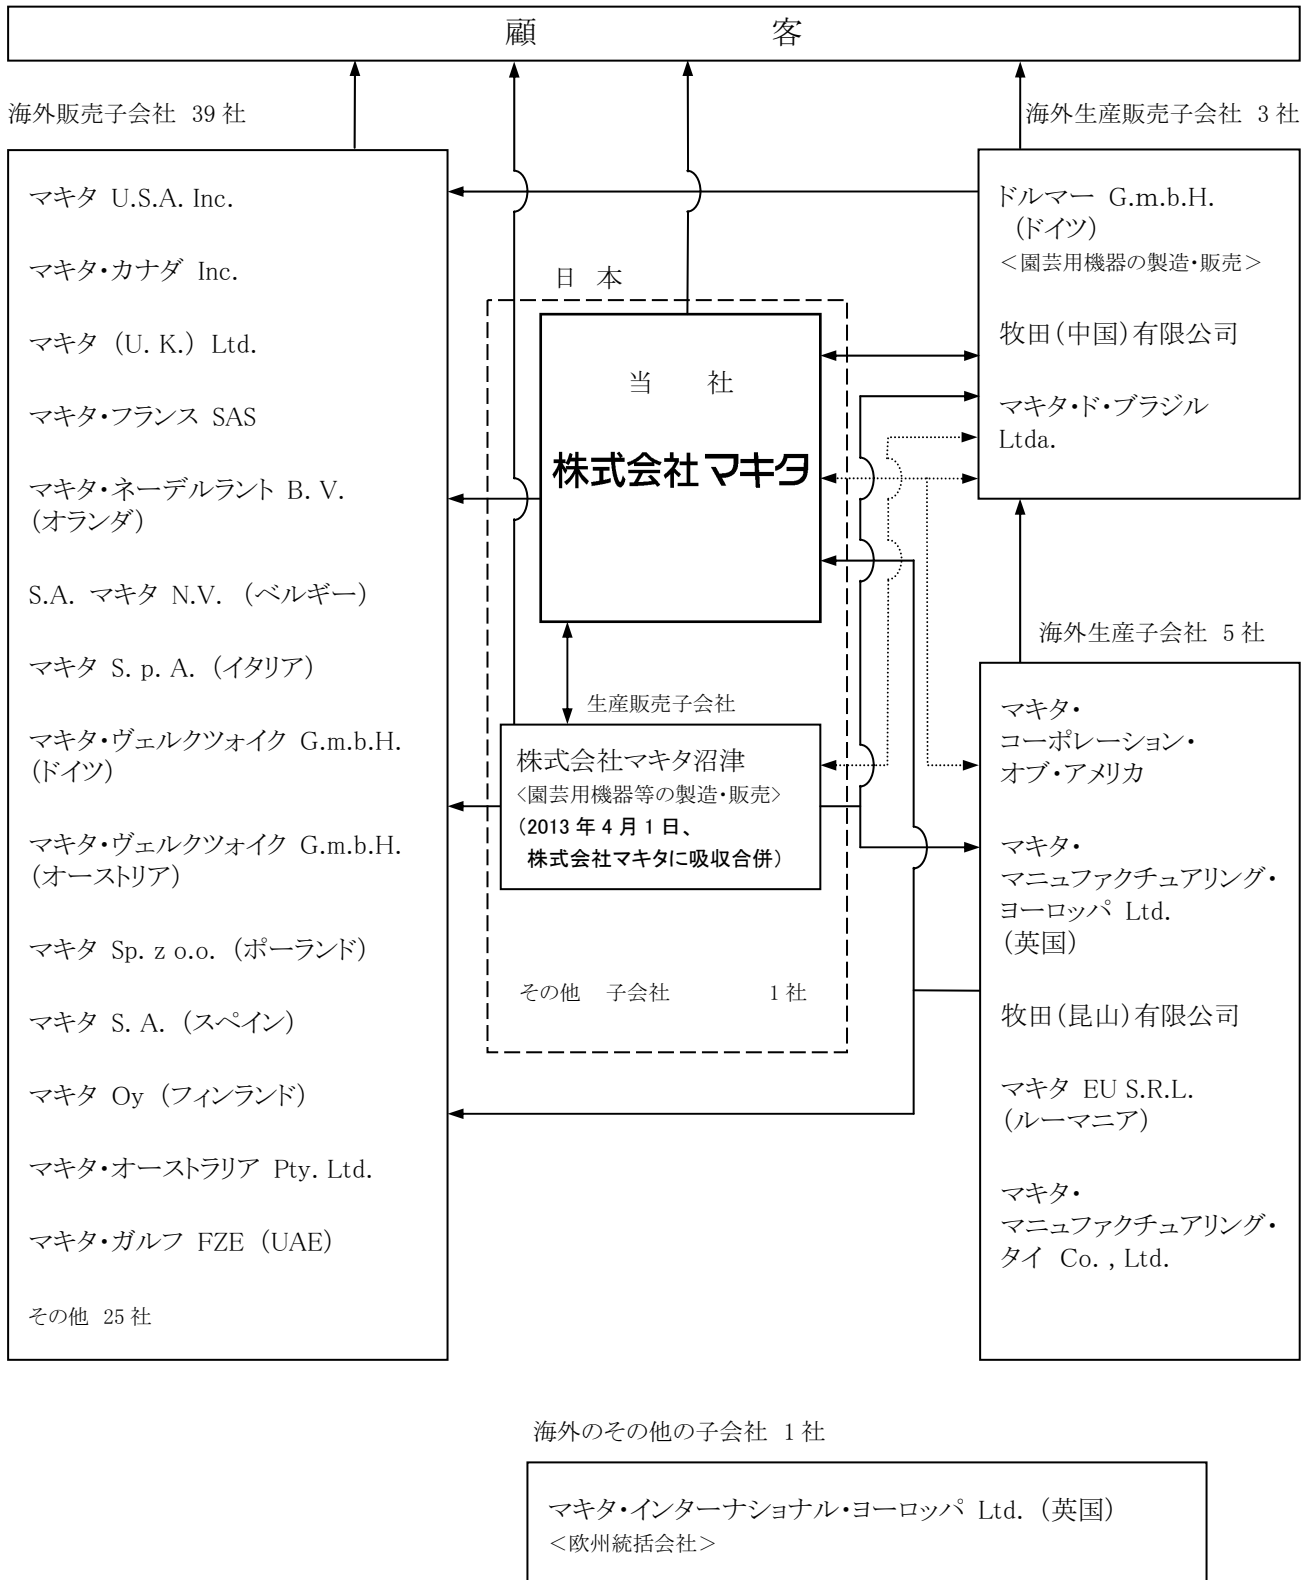 顧 客
海外販売子会社 39 社
マキタ U.S.A. Inc.
マキタ・カナダ Inc.
マキタ (U. K.) Ltd.
マキタ・フランス SAS
マキタ・ネーデルラント B. V.
(オランダ)
S.A. マキタ N.V. (ベルギー)
マキタ S. p. A. (イタリア)
マキタ・ヴェルクツォイク G.m.b.H.
(ドイツ)
マキタ・ヴェルクツォイク G.m.b.H.
(オーストリア)
マキタ Sp. z o.o. (ポーランド)
マキタ S. A. (スペイン)
マキタ Oy (フィンランド)
マキタ・オーストラリア Pty. Ltd.
マキタ・ガルフ FZE (UAE)
その他 25 社
日 本
当 社
株式会社マキタ
生産販売子会社
株式会社マキタ沼津
<園芸用機器等の製造・販売>
(2013 年 4 月 1 日、
株式会社マキタに吸収合併)
その他 子会社 1 社
海外生産販売子会社 3 社
ドルマー G.m.b.H.
(ドイツ)
<園芸用機器の製造・販売>
牧田(中国)有限公司
マキタ・ド・ブラジル
Ltda.
海外生産子会社 5 社
マキタ・
コーポレーション・
オブ・アメリカ
マキタ・
マニュファクチュアリング・
ヨーロッパ Ltd.
(英国)
牧田(昆山)有限公司
マキタ EU S.R.L.
(ルーマニア)
マキタ・
マニュファクチュアリング・
タイ Co. , Ltd.
海外のその他の子会社 1 社
マキタ・インターナショナル・ヨーロッパ Ltd. (英国)
<欧州統括会社>